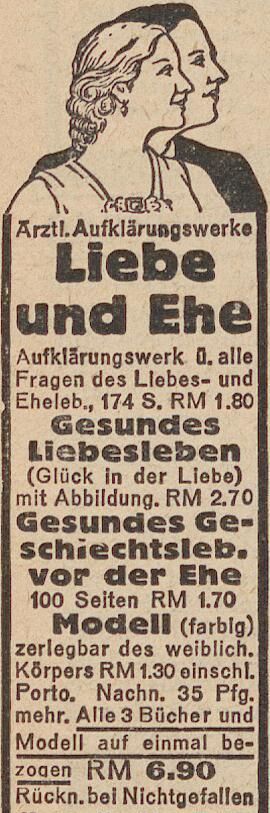 Ärztl. Aufklärungswerke
Liebe
und Ehe
Aufklärungswerk ü. alle
Fragen des Liebes- und
Eheleb., 174 S. RM 1.80
Gesundes
Liebesleben
(Glück in der Liebe)
mit Abbildung. RM 2.70
Gesundes Ge-
schlechtsleb.
vor der Ehe
100 Seiten RM 1.70
Modell (farbig)
zerlegbar des weiblich.
Körpers RM 1.30 einschl.
Porto. Nachn. 35 Pfg.
mehr. Alle 3 Bücher und
Modell auf einmal be-
zogen RM 6.90
Rückn. bei Nichtgefallen